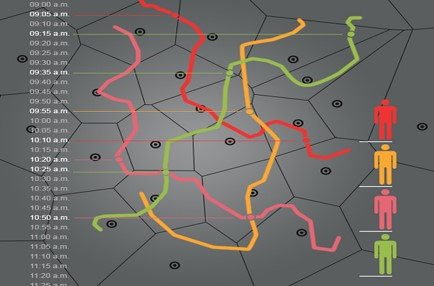 09:00 a.m.
09:05 a.m.
09:10 a.m.
09:15 a.m.
09:20 a.m.
09:25 a.m.
09:30 a.m.
09:35 a.m.
09:40 a.m.
09:45 a.m.
09:50 a.m.
09:55 a.m.
10:00 a.m.
10:05 a.m.
10:10 a.m.
10:15 a.m.
10:20 a.m.
10:25 a.m.
10:30 a.m.
10:35 a.m.
10:40 a.m.
10:45 a.m.
10:50 a.m.
10:55 a.m.
11:00 a.m.
11:05 a.m.
11:10 a.m.
11:15 a.m.
11:20 a.m.